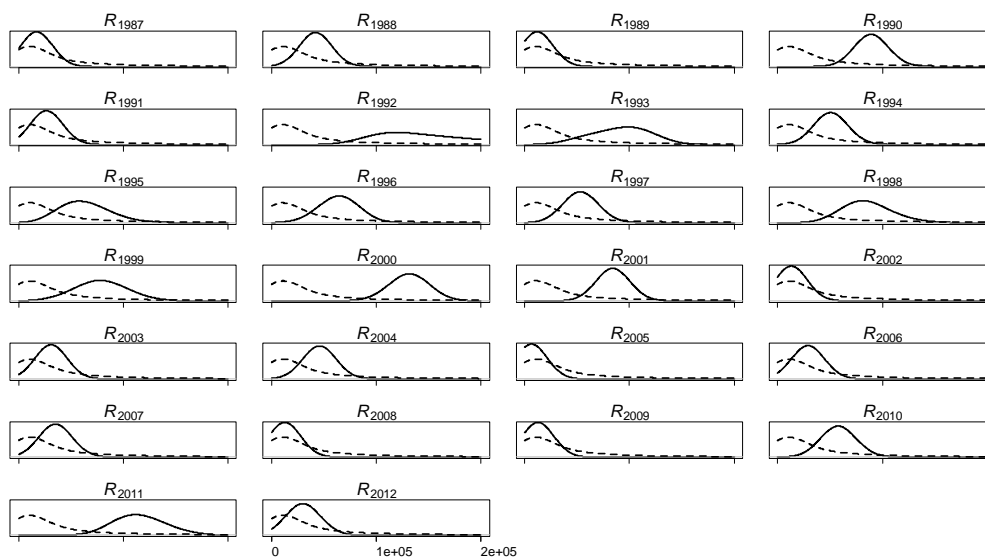 R1987 R1988 R1989 R1990
R1991 R1992 R1993 R1994
R1995 R1996 R1997 R1998
R1999 R2000 R2001 R2002
R2003 R2004 R2005 R2006
R2007 R2008 R2009 R2010
R2011 R2012
0 1e+05 2e+05